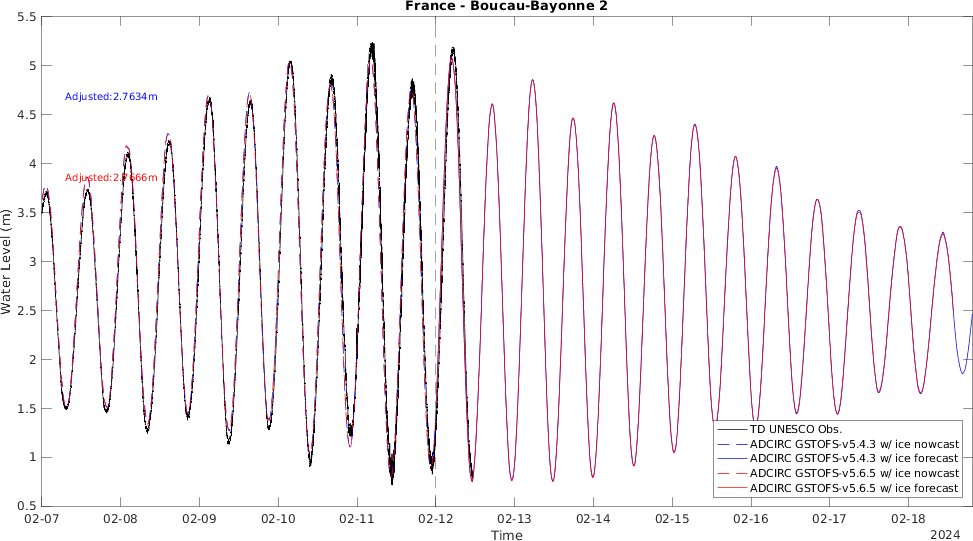 France - Boucau-Bayonne 2
5.5
5
4.5
4
3.5
3
2.5
2
1.5
1
0.5
Water Level (m)
Adjusted:2.7634m
Adjusted:2.7666m
TD UNESCO Obs.
ADCIRC GSTOFS-v5.4.3 w/ ice nowcast
ADCIRC GSTOFS-v5.4.3 w/ ice forecast
ADCIRC GSTOFS-v5.6.5 w/ ice nowcast
ADCIRC GSTOFS-v5.6.5 w/ ice forecast
02-07 02-08 02-09 02-10 02-11 02-12 02-13 02-14 02-15 02-16 02-17 02-18
Time
2024